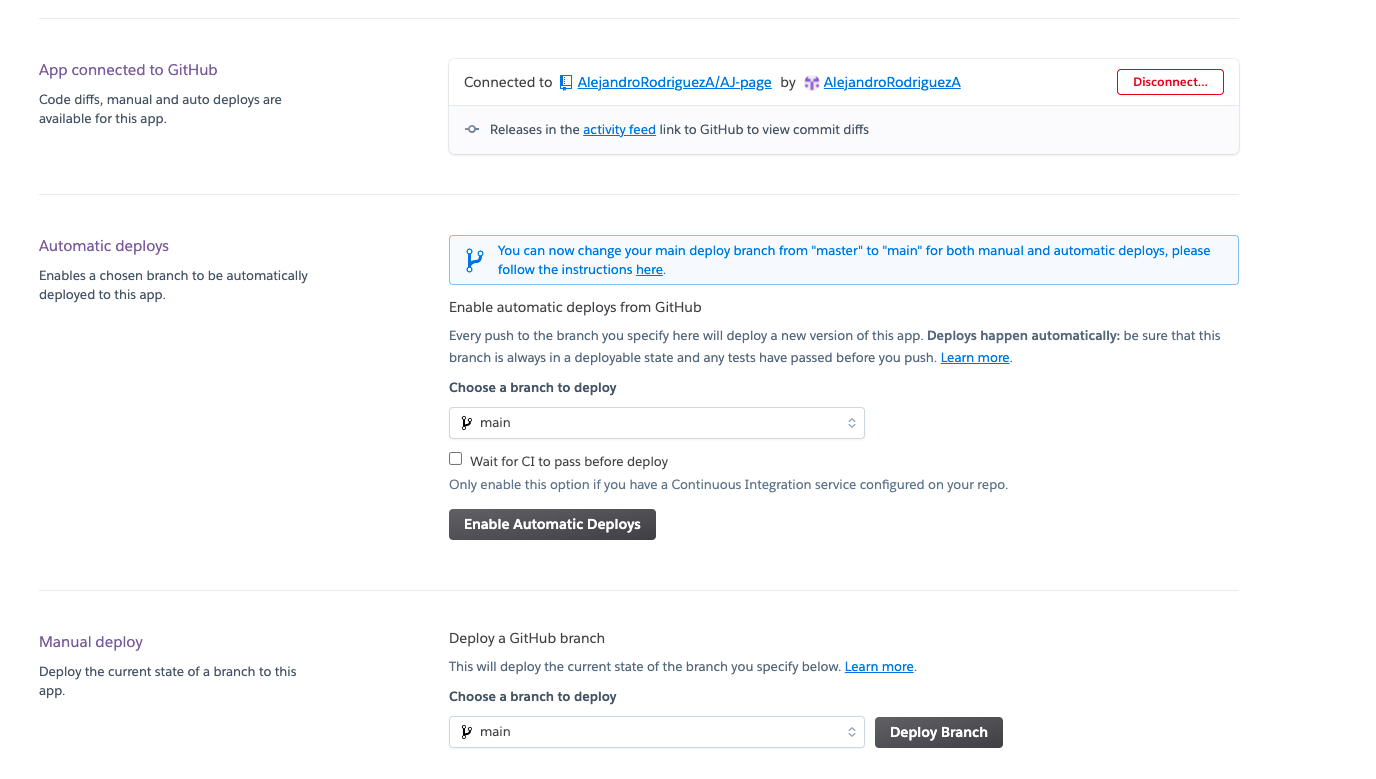 App connected to GitHub
Code diffs, manual and auto deploys are
available for this app.
Connected to AlejandroRodriguezA/AJ-page by AlejandroRodriguezA
Disconnect...
Releases in the activity feed link to GitHub to view commit diffs
Automatic deploys
Enables a chosen branch to be automatically
deployed to this app.
You can now change your main deploy branch from "master" to "main" for both manual and automatic deploys, please
follow the instructions here.
Enable automatic deploys from GitHub
Every push to the branch you specify here will deploy a new version of this app. Deploys happen automatically: be sure that this
branch is always in a deployable state and any tests have passed before you push. Learn more.
Choose a branch to deploy
main
Wait for CI to pass before deploy
Only enable this option if you have a Continuous Integration service configured on your repo.
Enable Automatic Deploys
Manual deploy
Deploy the current state of a branch to this
app.
Deploy a GitHub branch
This will deploy the current state of the branch you specify below. Learn more.
Choose a branch to deploy
main
Deploy Branch